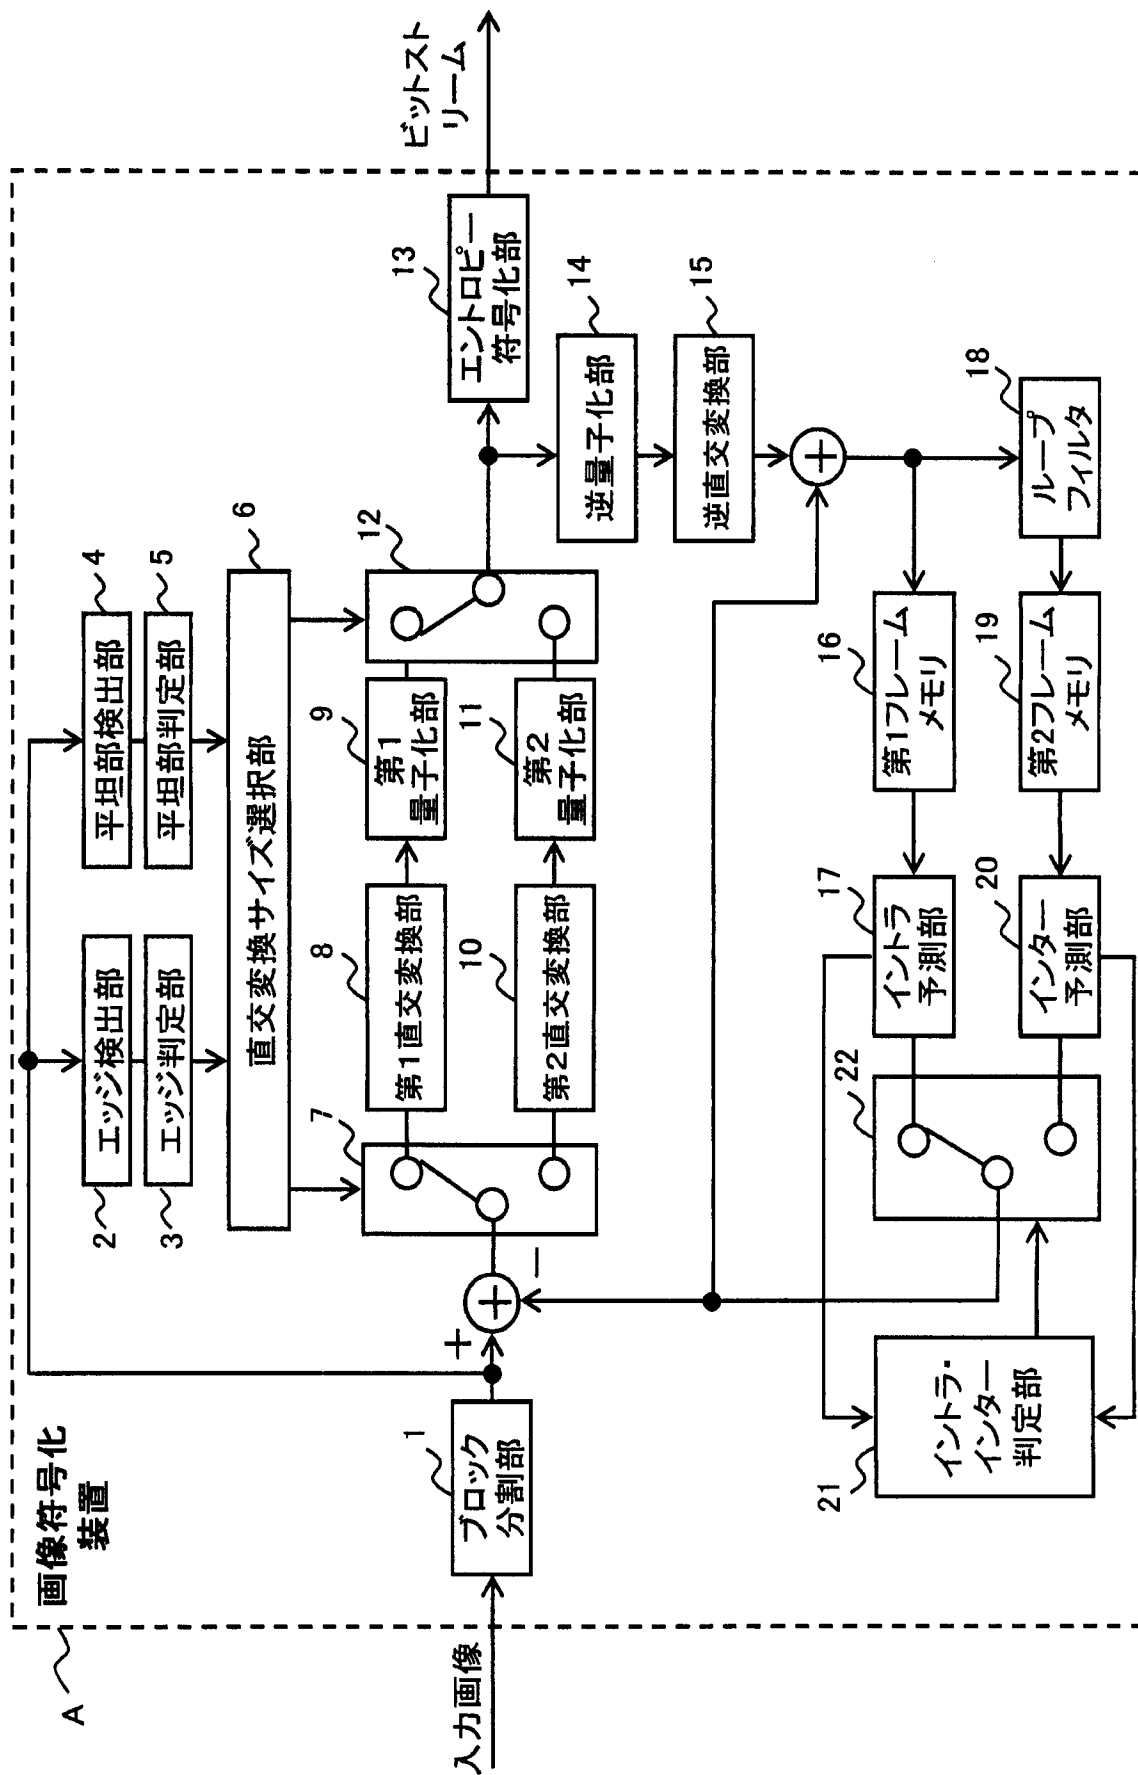 A
画像符号化
装置
入力画像
1
ブロック
分割部
2
エッジ検出部
3
エッジ判定部
4
平坦部検出部
5
平坦部判定部
6
直交変換サイズ選択部
7
8
第1直交変換部
9
第1
量子化部
10
第2直交変換部
11
第2
量子化部
12
+
−
+
13
エントロピー
符号化部
ビットスト
リーム
14
逆量子化部
15
逆直交変換部
+
16
第1フレーム
メモリ
17
イントラ
予測部
18
ループ
フィルタ
19
第2フレーム
メモリ
20
インター
予測部
21
イントラ・
インター
判定部
22